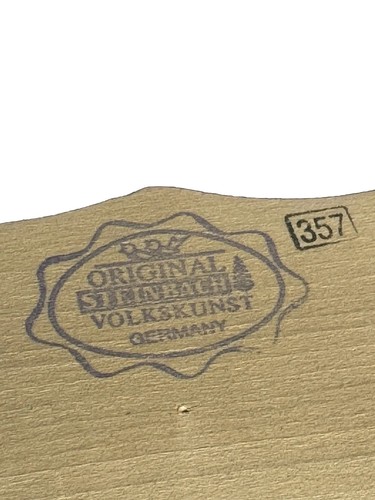 357
ORIGINAL
STEINBACH
VOLKSKUNST
GERMANY